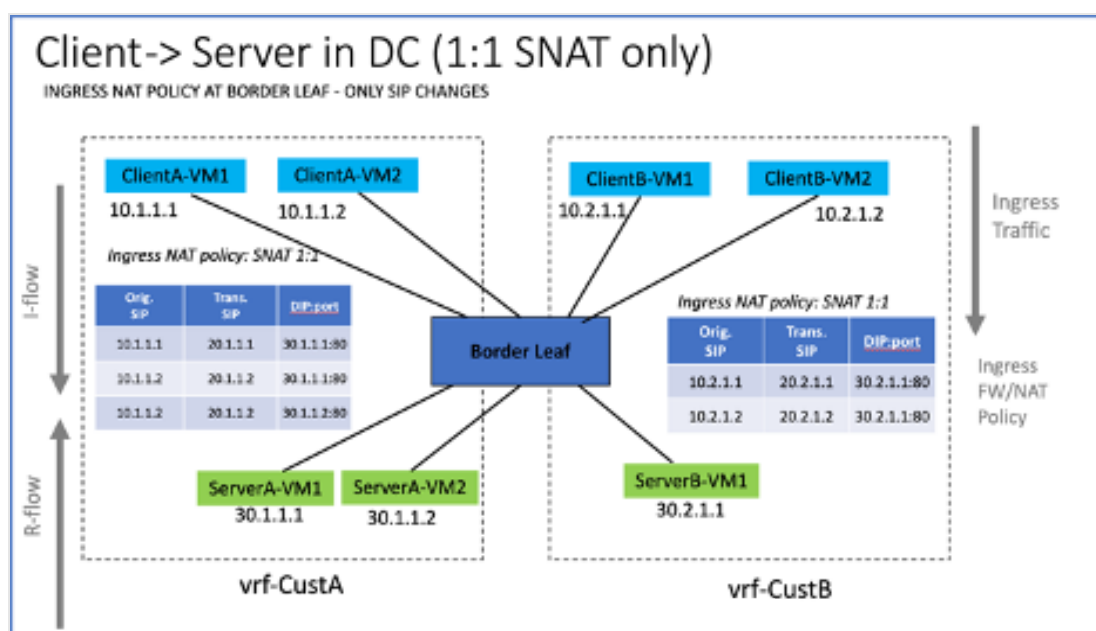 Client-> Server in DC (1:1 SNAT only)
INGRESS NAT POLICY AT BORDER LEAF - ONLY SIP CHANGES
ClientA-VM1
ClientA-VM2
10.1.1.1
10.1.1.2
Ingress NAT policy: SNAT 1:1
Orig. SIP Trans. SIP DIP:port
10.1.1.1 20.1.1.1 30.1.1.1:80
10.1.1.2 20.1.1.2 30.1.1.1:80
10.1.1.2 20.1.1.2 30.1.1.2:80
I-flow
R-flow
Border Leaf
ServerA-VM1
ServerA-VM2
30.1.1.1
30.1.1.2
vrf-CustA
ClientB-VM1
ClientB-VM2
10.2.1.1
10.2.1.2
Ingress NAT policy: SNAT 1:1
Orig. SIP Trans. SIP DIP:port
10.2.1.1 20.2.1.1 30.2.1.1:80
10.2.1.2 20.2.1.2 30.2.1.1:80
ServerB-VM1
30.2.1.1
vrf-CustB
Ingress
Traffic
Ingress
FW/NAT
Policy